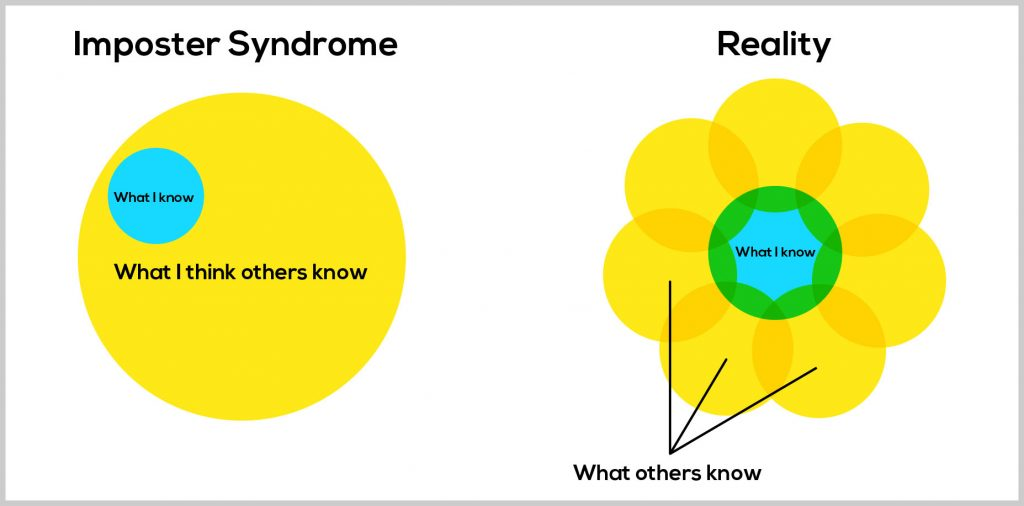 Imposter Syndrome
What I know
What I think others know
Reality
What I know
What others know